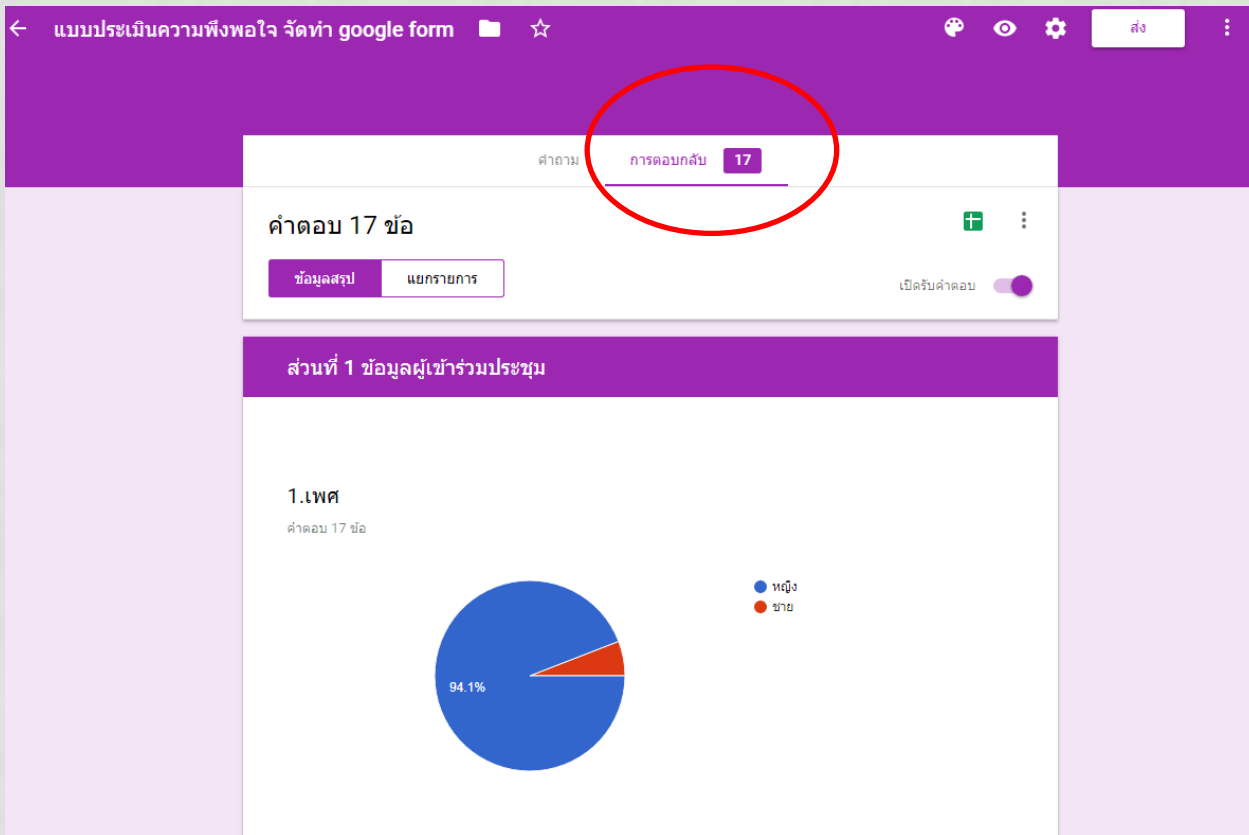 แบบประเมินความพึงพอใจ จัดทำ google form
ส่ง
คำถาม
การตอบกลับ 17
คำตอบ 17 ข้อ
ข้อมูลสรุป
แยกรายการ
เปิดรับคำตอบ
ส่วนที่ 1 ข้อมูลผู้เข้าร่วมประชุม
1.เพศ
คำตอบ 17 ข้อ
หญิง
ชาย
94.1%